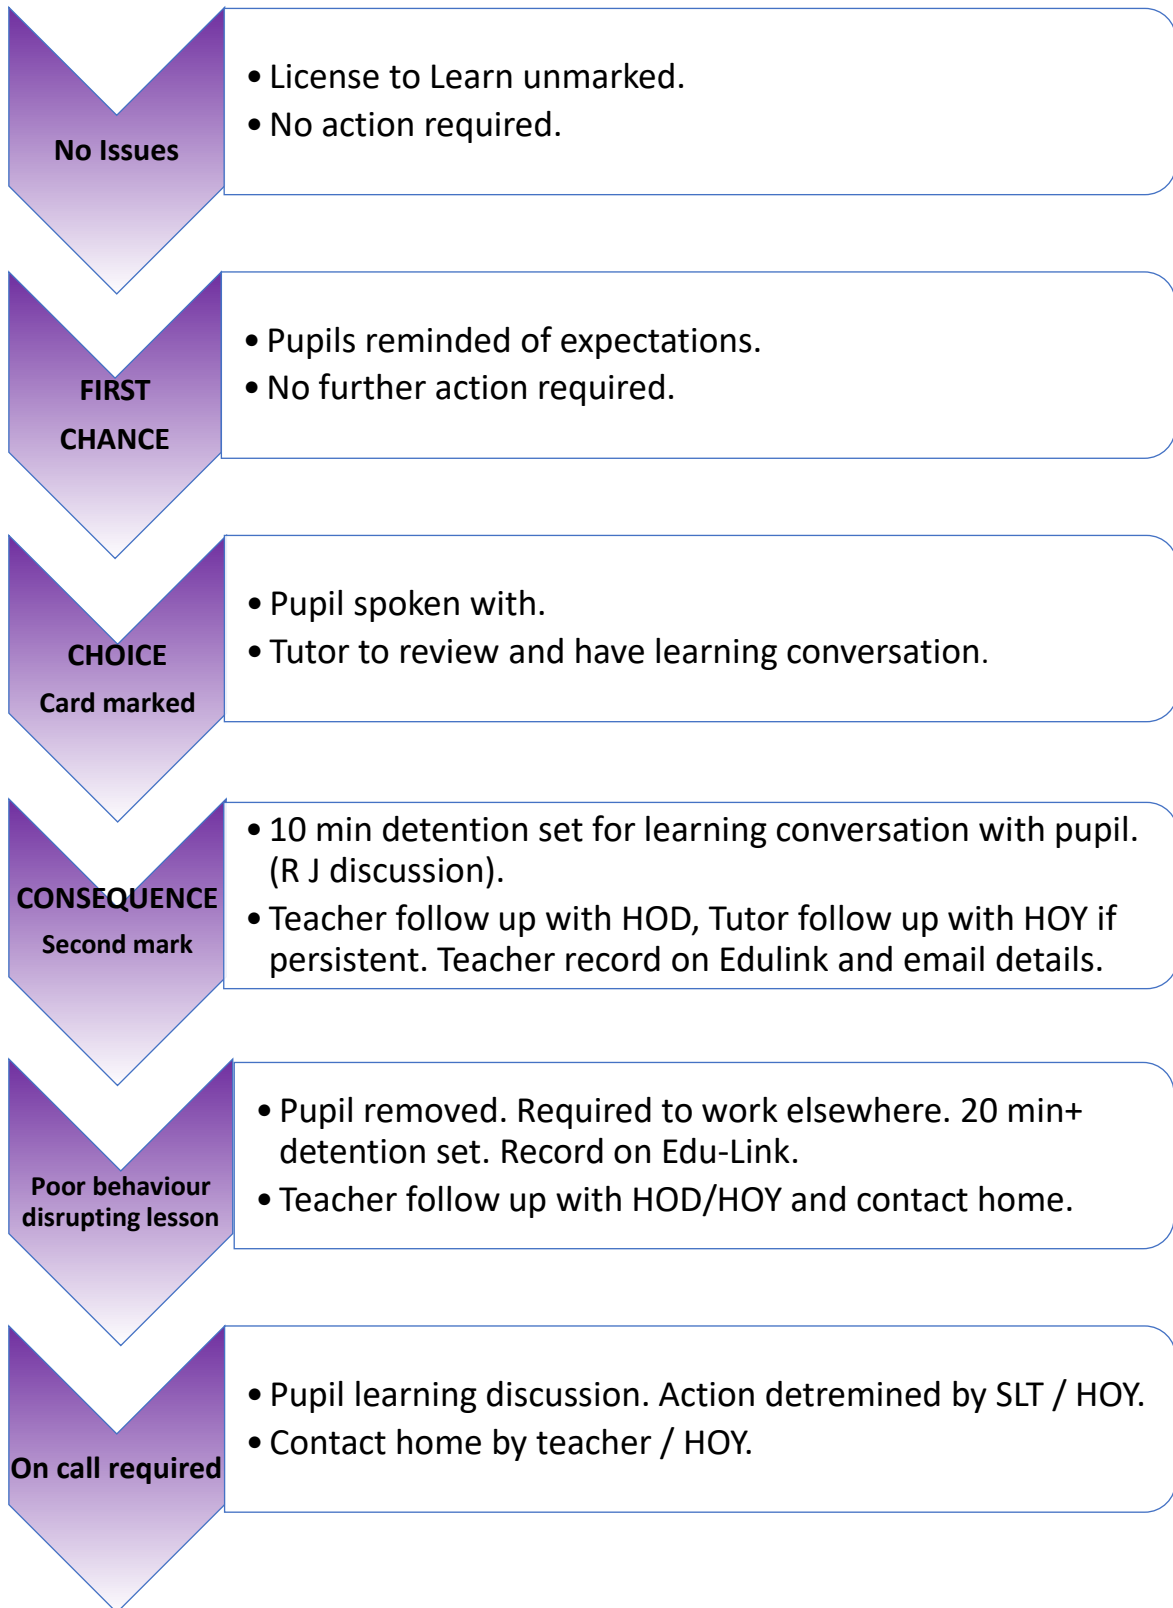 No Issues
• License to Learn unmarked.
• No action required.
FIRST
CHANCE
• Pupils reminded of expectations.
• No further action required.
CHOICE
Card marked
• Pupil spoken with.
• Tutor to review and have learning conversation.
CONSEQUENCE
Second mark
• 10 min detention set for learning conversation with pupil.
(R J discussion).
• Teacher follow up with HOD, Tutor follow up with HOY if
persistent. Teacher record on Edulink and email details.
Poor behaviour
disrupting lesson
• Pupil removed. Required to work elsewhere. 20 min+
detention set. Record on Edu-Link.
• Teacher follow up with HOD/HOY and contact home.
On call required
• Pupil learning discussion. Action detremined by SLT / HOY.
• Contact home by teacher / HOY.